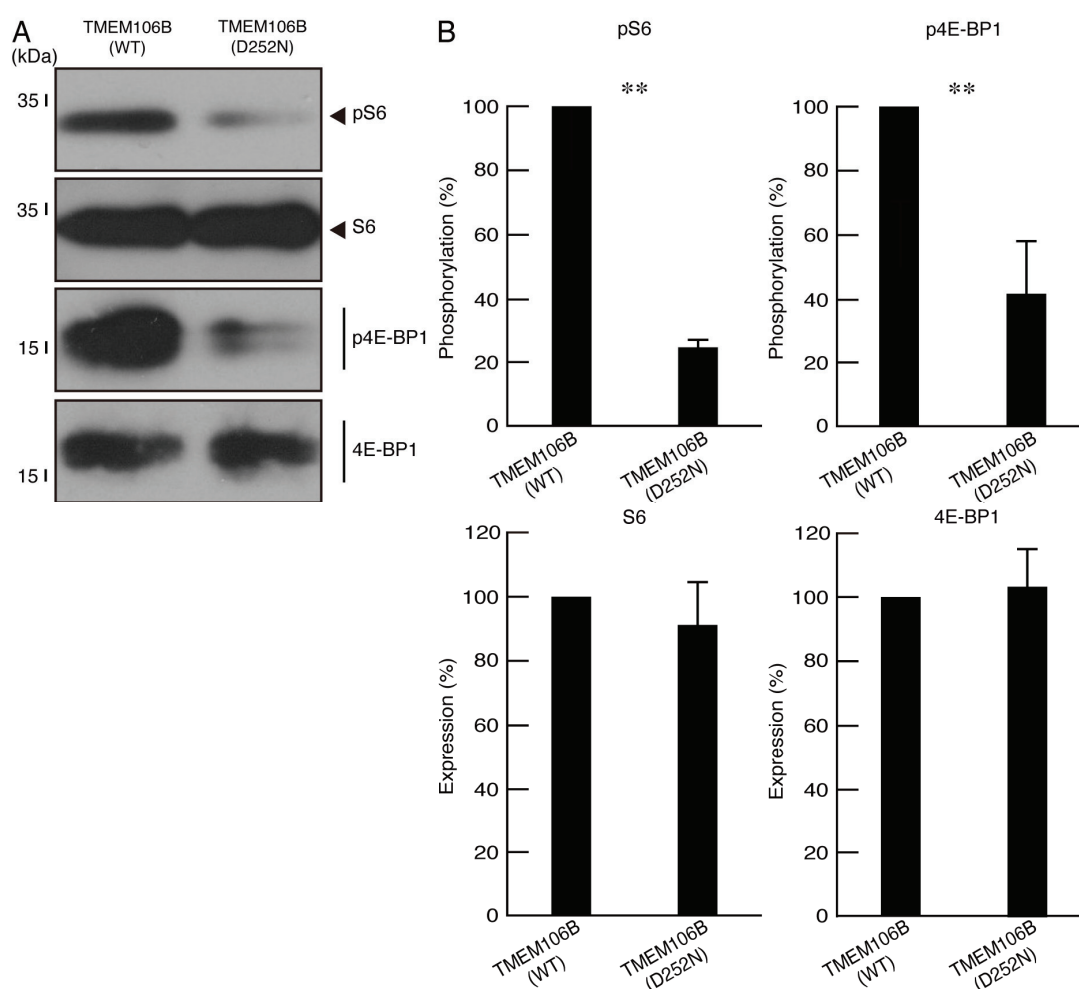 A
(kDa)
TMEM106B
(WT)
TMEM106B
(D252N)
35
pS6
35
S6
15
p4E-BP1
15
4E-BP1
B
pS6
**
Phosphorylation (%)
100
80
60
40
20
0
TMEM106B
(WT)
TMEM106B
(D252N)
p4E-BP1
**
Phosphorylation (%)
100
80
60
40
20
0
TMEM106B
(WT)
TMEM106B
(D252N)
S6
Expression (%)
120
100
80
60
40
20
0
TMEM106B
(WT)
TMEM106B
(D252N)
4E-BP1
Expression (%)
120
100
80
60
40
20
0
TMEM106B
(WT)
TMEM106B
(D252N)